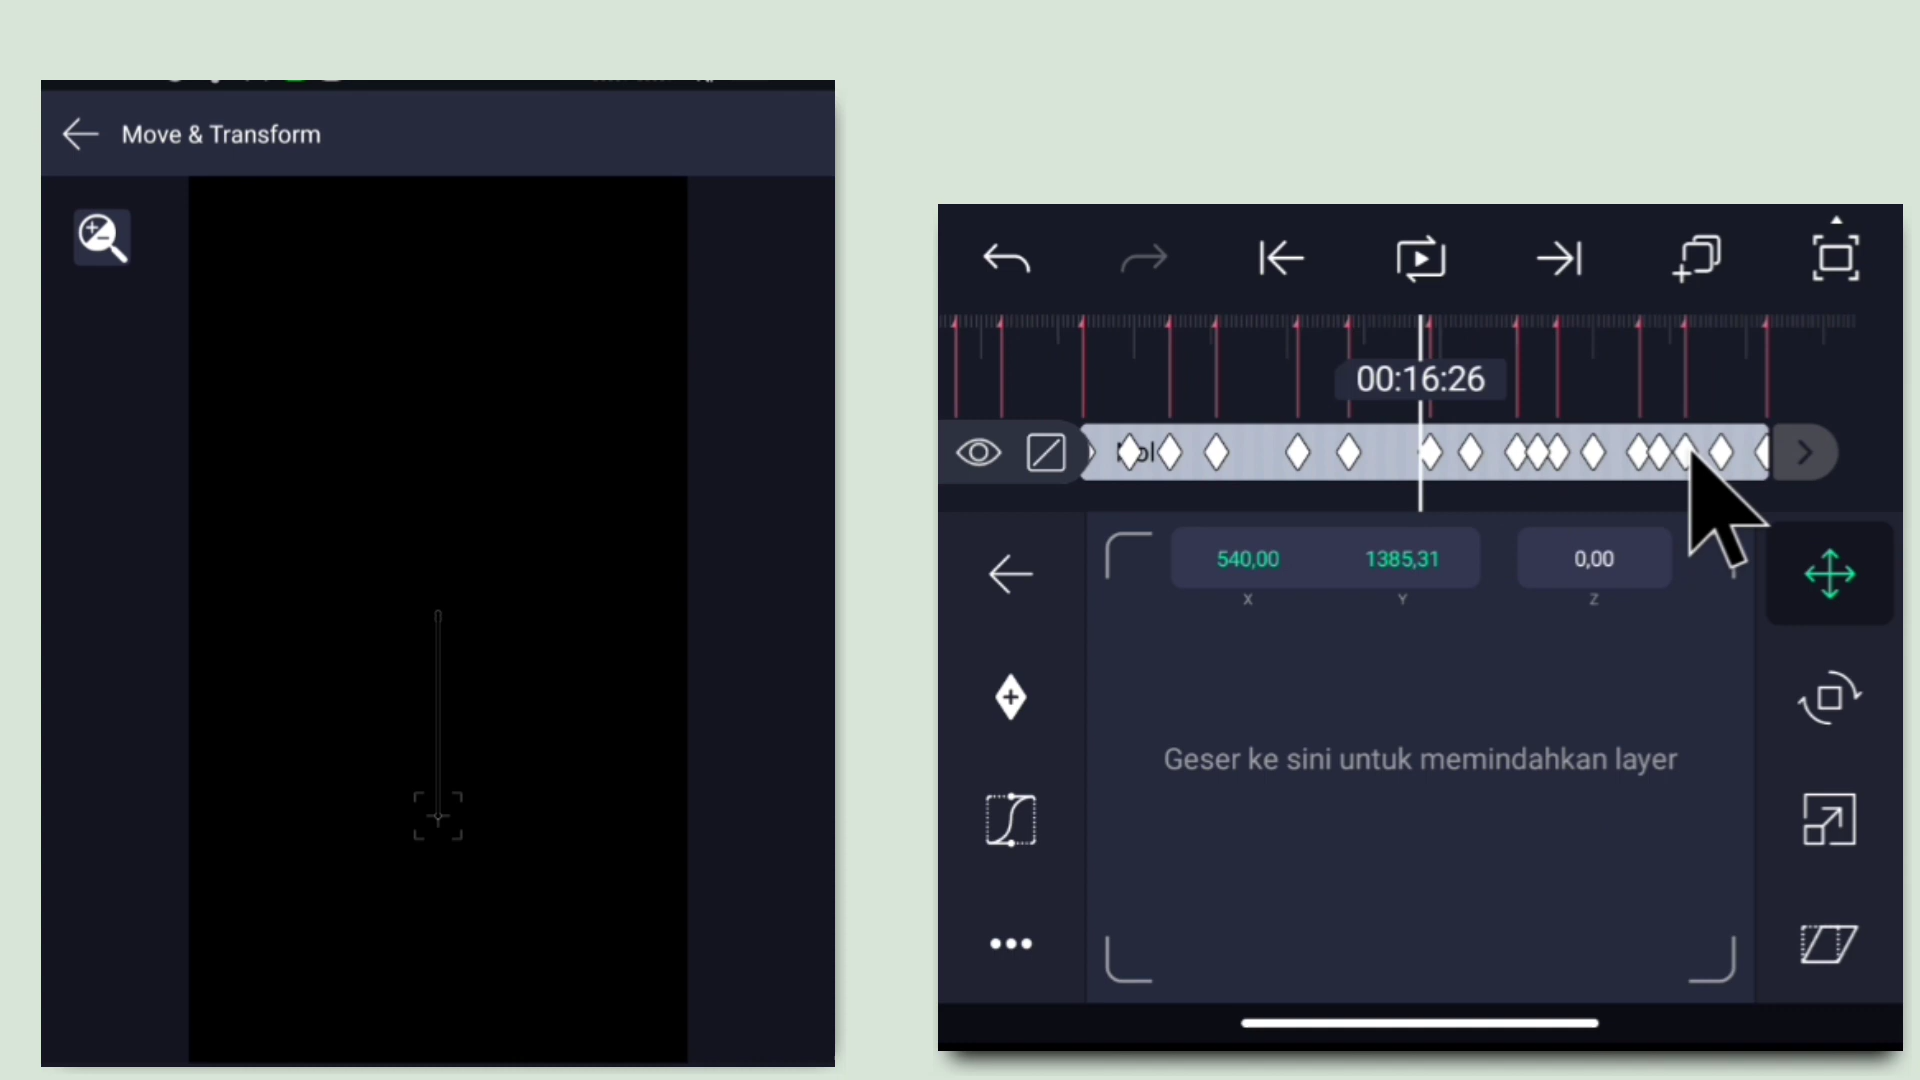 Move & Transform
00:16:26
540,00 1385,31 0,00
X Y Z
Geser ke sini untuk memindahkan layer